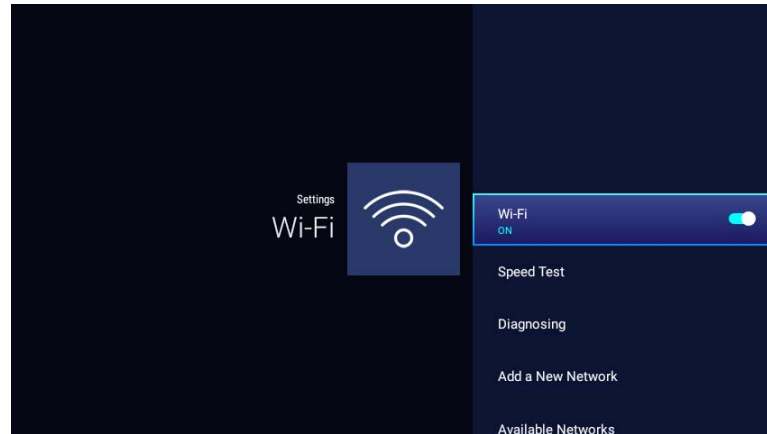 Settings
Wi-Fi
Wi-Fi
ON
Speed Test
Diagnosing
Add a New Network
Available Networks